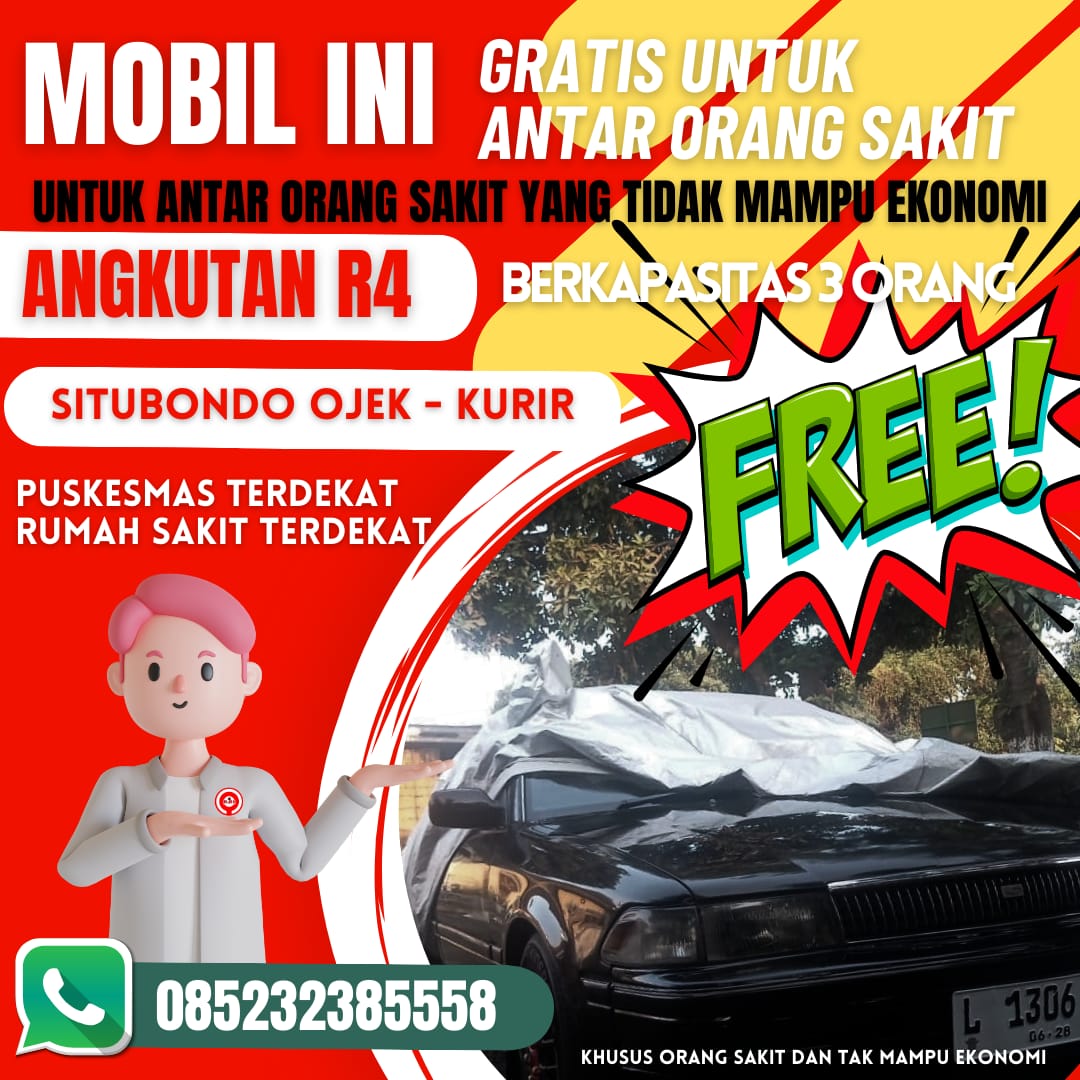 MOBIL INI
GRATIS UNTUK
ANTAR ORANG SAKIT
UNTUK ANTAR ORANG SAKIT YANG TIDAK MAMPU EKONOMI
ANGKUTAN R4
BERKAPASITAS 3 ORANG
FREE!
SITUBONDO OJEK - KURIR
PUSKESMAS TERDEKAT
RUMAH SAKIT TERDEKAT
085232385558
L 1306
06-28
KHUSUS ORANG SAKIT DAN TAK MAMPU EKONOMI